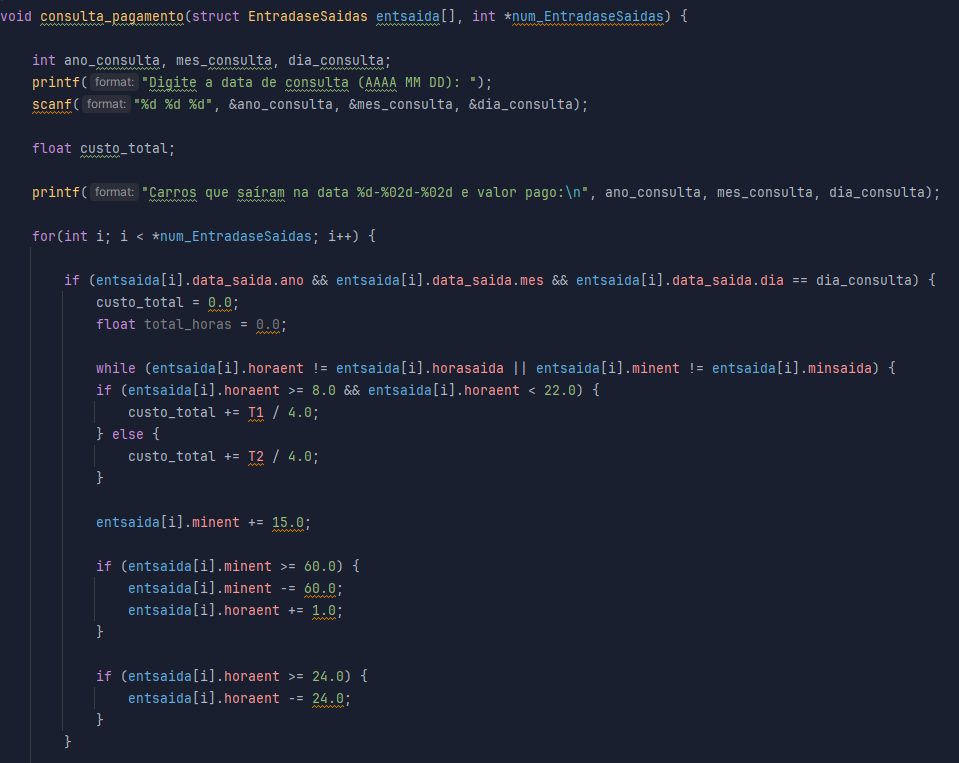 void consulta_pagamento(struct EntradaseSaidas entsaida[], int *num_EntradaseSaidas) {
int ano_consulta, mes_consulta, dia_consulta;
printf( format: "Digite a data de consulta (AAAA MM DD): ");
scanf( format: "%d %d %d", &ano_consulta, &mes_consulta, &dia_consulta);
float custo_total;
printf( format: "Carros que saíram na data %d-%02d-%02d e valor pago:\n", ano_consulta, mes_consulta, dia_consulta);
for(int i; i < *num_EntradaseSaidas; i++) {
if (entsaida[i].data_saida.ano && entsaida[i].data_saida.mes && entsaida[i].data_saida.dia == dia_consulta) {
custo_total = 0.0;
float total_horas = 0.0;
while (entsaida[i].horaent != entsaida[i].horasaida || entsaida[i].minent != entsaida[i].minsaida) {
if (entsaida[i].horaent >= 8.0 && entsaida[i].horaent < 22.0) {
custo_total += T1 / 4.0;
} else {
custo_total += T2 / 4.0;
}
entsaida[i].minent += 15.0;
if (entsaida[i].minent >= 60.0) {
entsaida[i].minent -= 60.0;
entsaida[i].horaent += 1.0;
}
if (entsaida[i].horaent >= 24.0) {
entsaida[i].horaent -= 24.0;
}
}